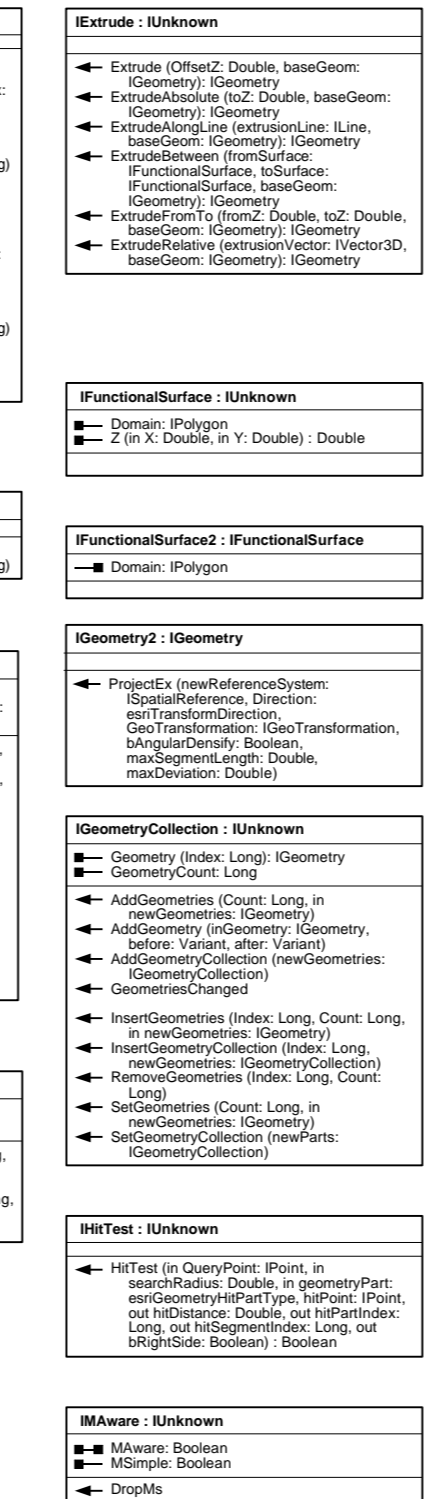 IExtrude : IUnknown
Extrude (OffsetZ: Double, baseGeom:
IGeometry): IGeometry
ExtrudeAbsolute (toZ: Double, baseGeom:
IGeometry): IGeometry
ExtrudeAlongLine (extrusionLine: ILine,
baseGeom: IGeometry): IGeometry
ExtrudeBetween (fromSurface:
IFunctionalSurface, toSurface:
IFunctionalSurface, baseGeom:
IGeometry): IGeometry
ExtrudeFromTo (fromZ: Double, toZ: Double,
baseGeom: IGeometry): IGeometry
ExtrudeRelative (extrusionVector: IVector3D,
baseGeom: IGeometry): IGeometry
IFunctionalSurface : IUnknown
Domain: IPolygon
Z (in X: Double, in Y: Double) : Double
IFunctionalSurface2 : IFunctionalSurface
Domain: IPolygon
IGeometry2 : IGeometry
ProjectEx (newReferenceSystem:
ISpatialReference, Direction:
esriTransformDirection,
GeoTransformation: IGeoTransformation,
bAngularDensify: Boolean,
maxSegmentLength: Double,
maxDeviation: Double)
IGeometryCollection : IUnknown
Geometry (Index: Long): IGeometry
GeometryCount: Long
AddGeometries (Count: Long, in
newGeometries: IGeometry)
AddGeometry (inGeometry: IGeometry,
before: Variant, after: Variant)
AddGeometryCollection (newGeometries:
IGeometryCollection)
GeometriesChanged
InsertGeometries (Index: Long, Count: Long,
in newGeometries: IGeometry)
InsertGeometryCollection (Index: Long,
newGeometries: IGeometryCollection)
RemoveGeometries (Index: Long, Count:
Long)
SetGeometries (Count: Long, in
newGeometries: IGeometry)
SetGeometryCollection (newParts:
IGeometryCollection)
IHitTest : IUnknown
HitTest (in QueryPoint: IPoint, in
searchRadius: Double, in geometryPart:
esriGeometryHitPartType, hitPoint: IPoint,
out hitDistance: Double, out hitPartIndex:
Long, out hitSegmentIndex: Long, out
bRightSide: Boolean) : Boolean
IMAware : IUnknown
MAware: Boolean
MSimple: Boolean
DropMs